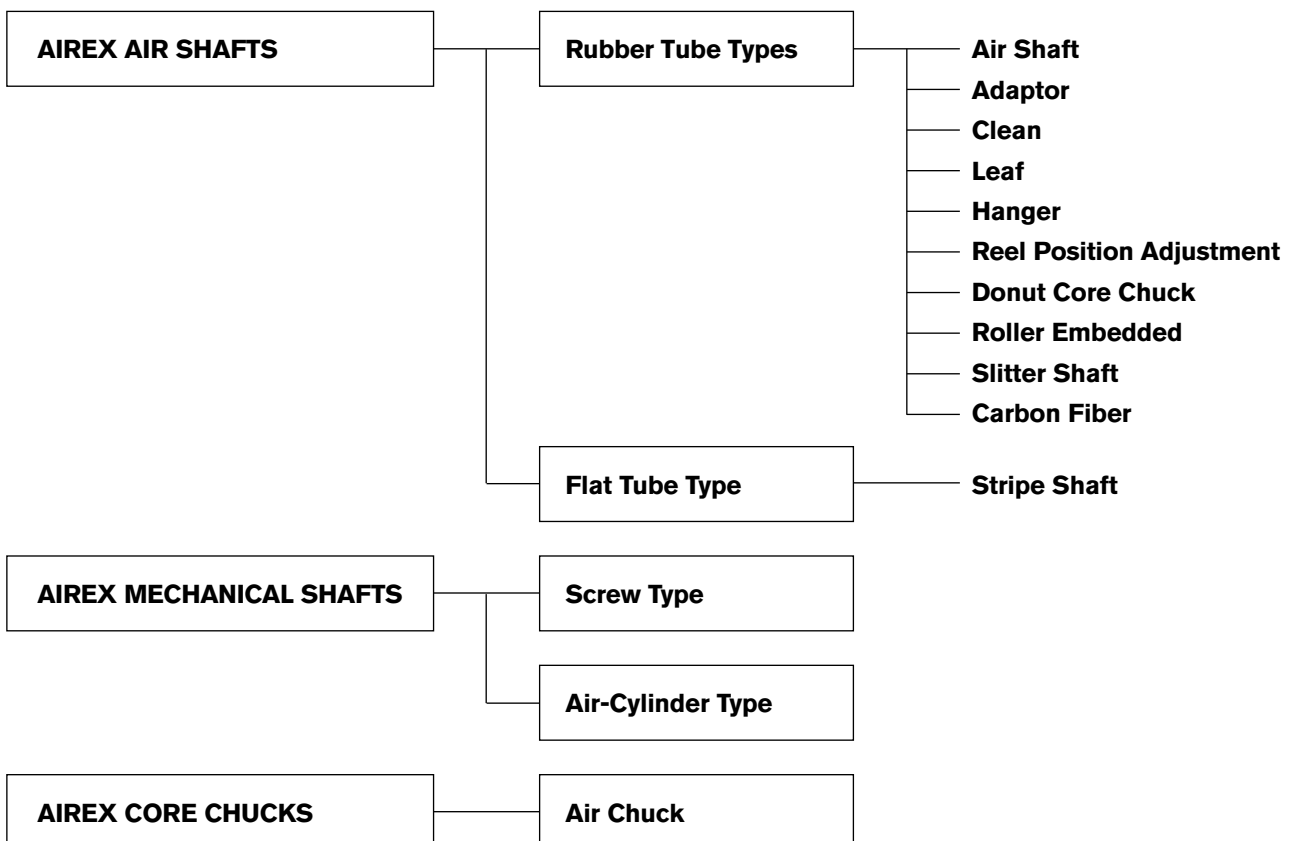 AIREX AIR SHAFTS
Rubber Tube Types
Air Shaft
Adaptor
Clean
Leaf
Hanger
Reel Position Adjustment
Donut Core Chuck
Roller Embedded
Slitter Shaft
Carbon Fiber
Flat Tube Type
Stripe Shaft
AIREX MECHANICAL SHAFTS
Screw Type
Air-Cylinder Type
AIREX CORE CHUCKS
Air Chuck